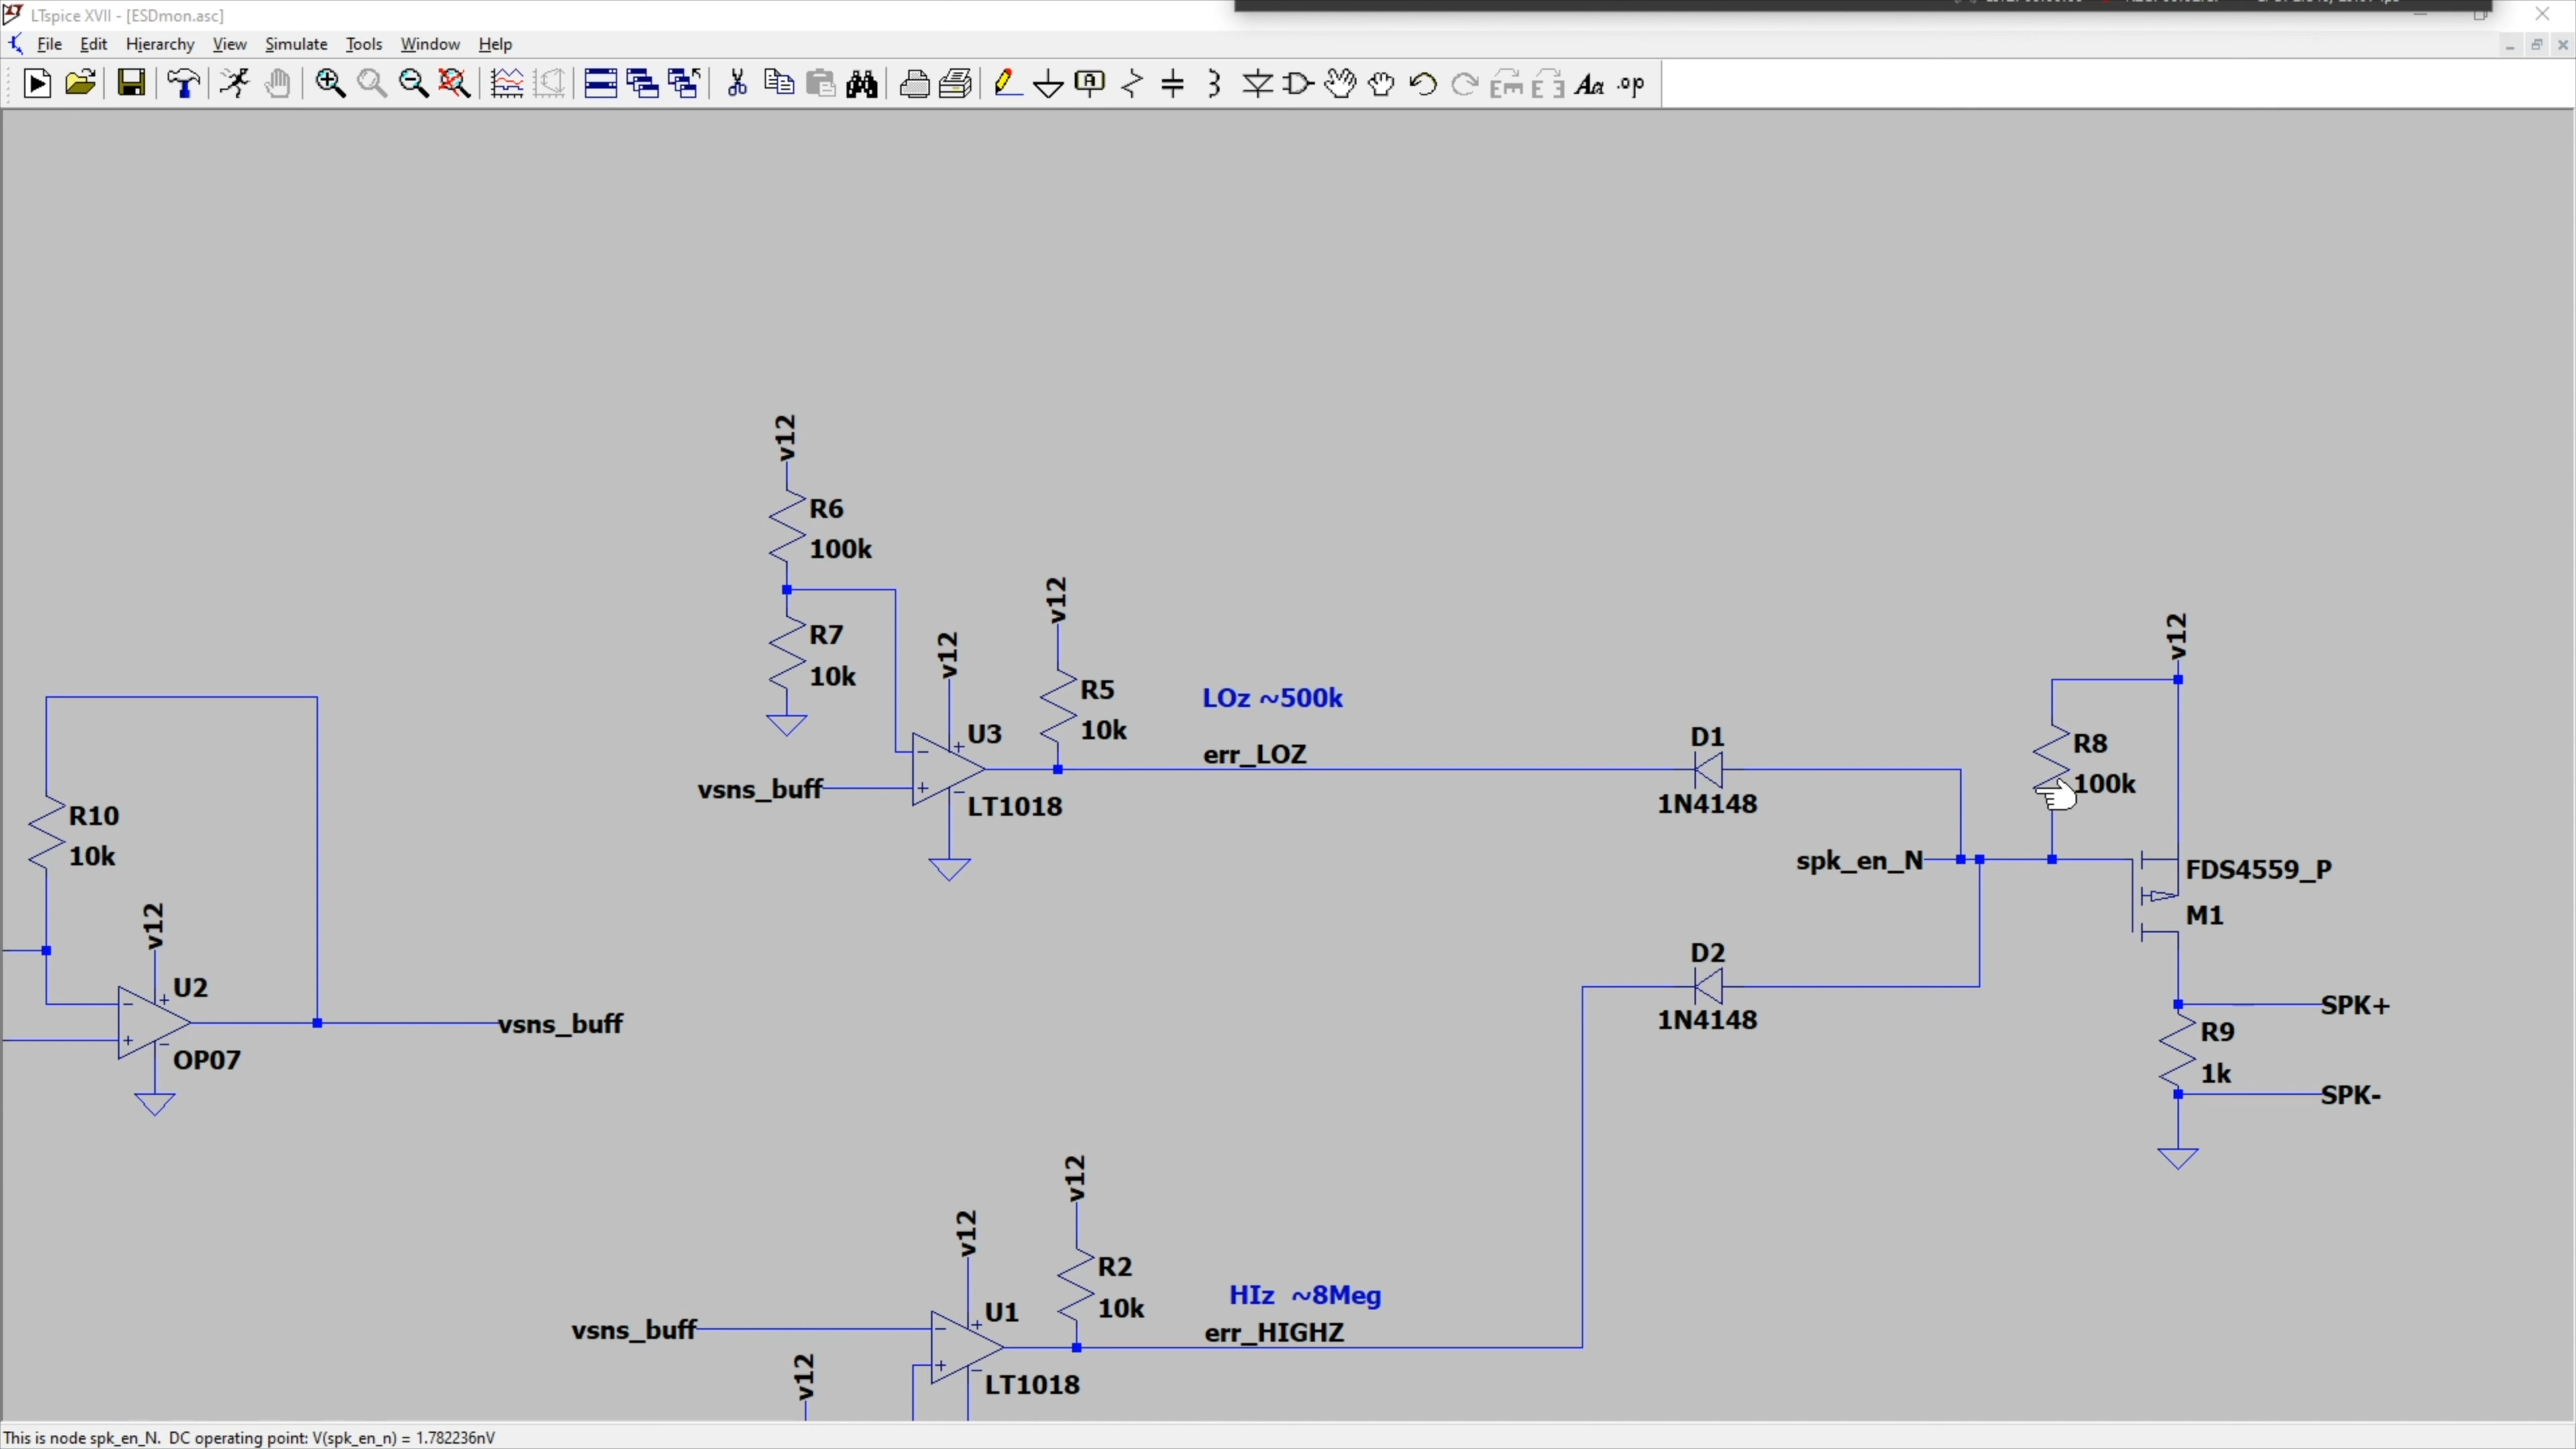 LTspice XVII - [ESDmon.asc]
File Edit Hierarchy View Simulate Tools Window Help
A
Aa .op
v12
R6
100k
R7
10k
v12
v12
R5
10k
U3
LT1018
vsns_buff
LOz ~500k
err_LOZ
D1
1N4148
v12
R8
100k
spk_en_N
FDS4559_P
M1
R10
10k
v12
U2
OP07
vsns_buff
D2
1N4148
SPK+
R9
1k
SPK-
v12
v12
R2
10k
U1
LT1018
vsns_buff
v12
HIz ~8Meg
err_HIGHZ
This is node spk_en_N. DC operating point: V(spk_en_n) = 1.782236nV